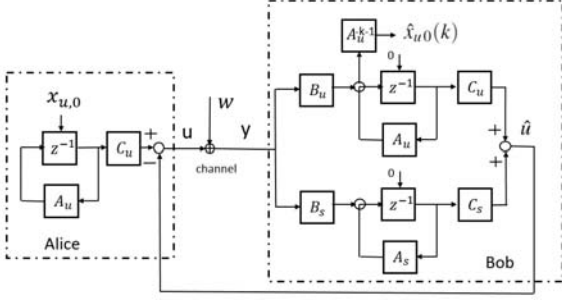 A_u^{-k-1}
x̂_{u0}(k)
0
B_u
z^{-1}
C_u
A_u
x_{u,0}
w
z^{-1}
C_u
+
−
u
y
channel
A_u
Alice
+
û
+
0
B_s
z^{-1}
C_s
A_s
Bob